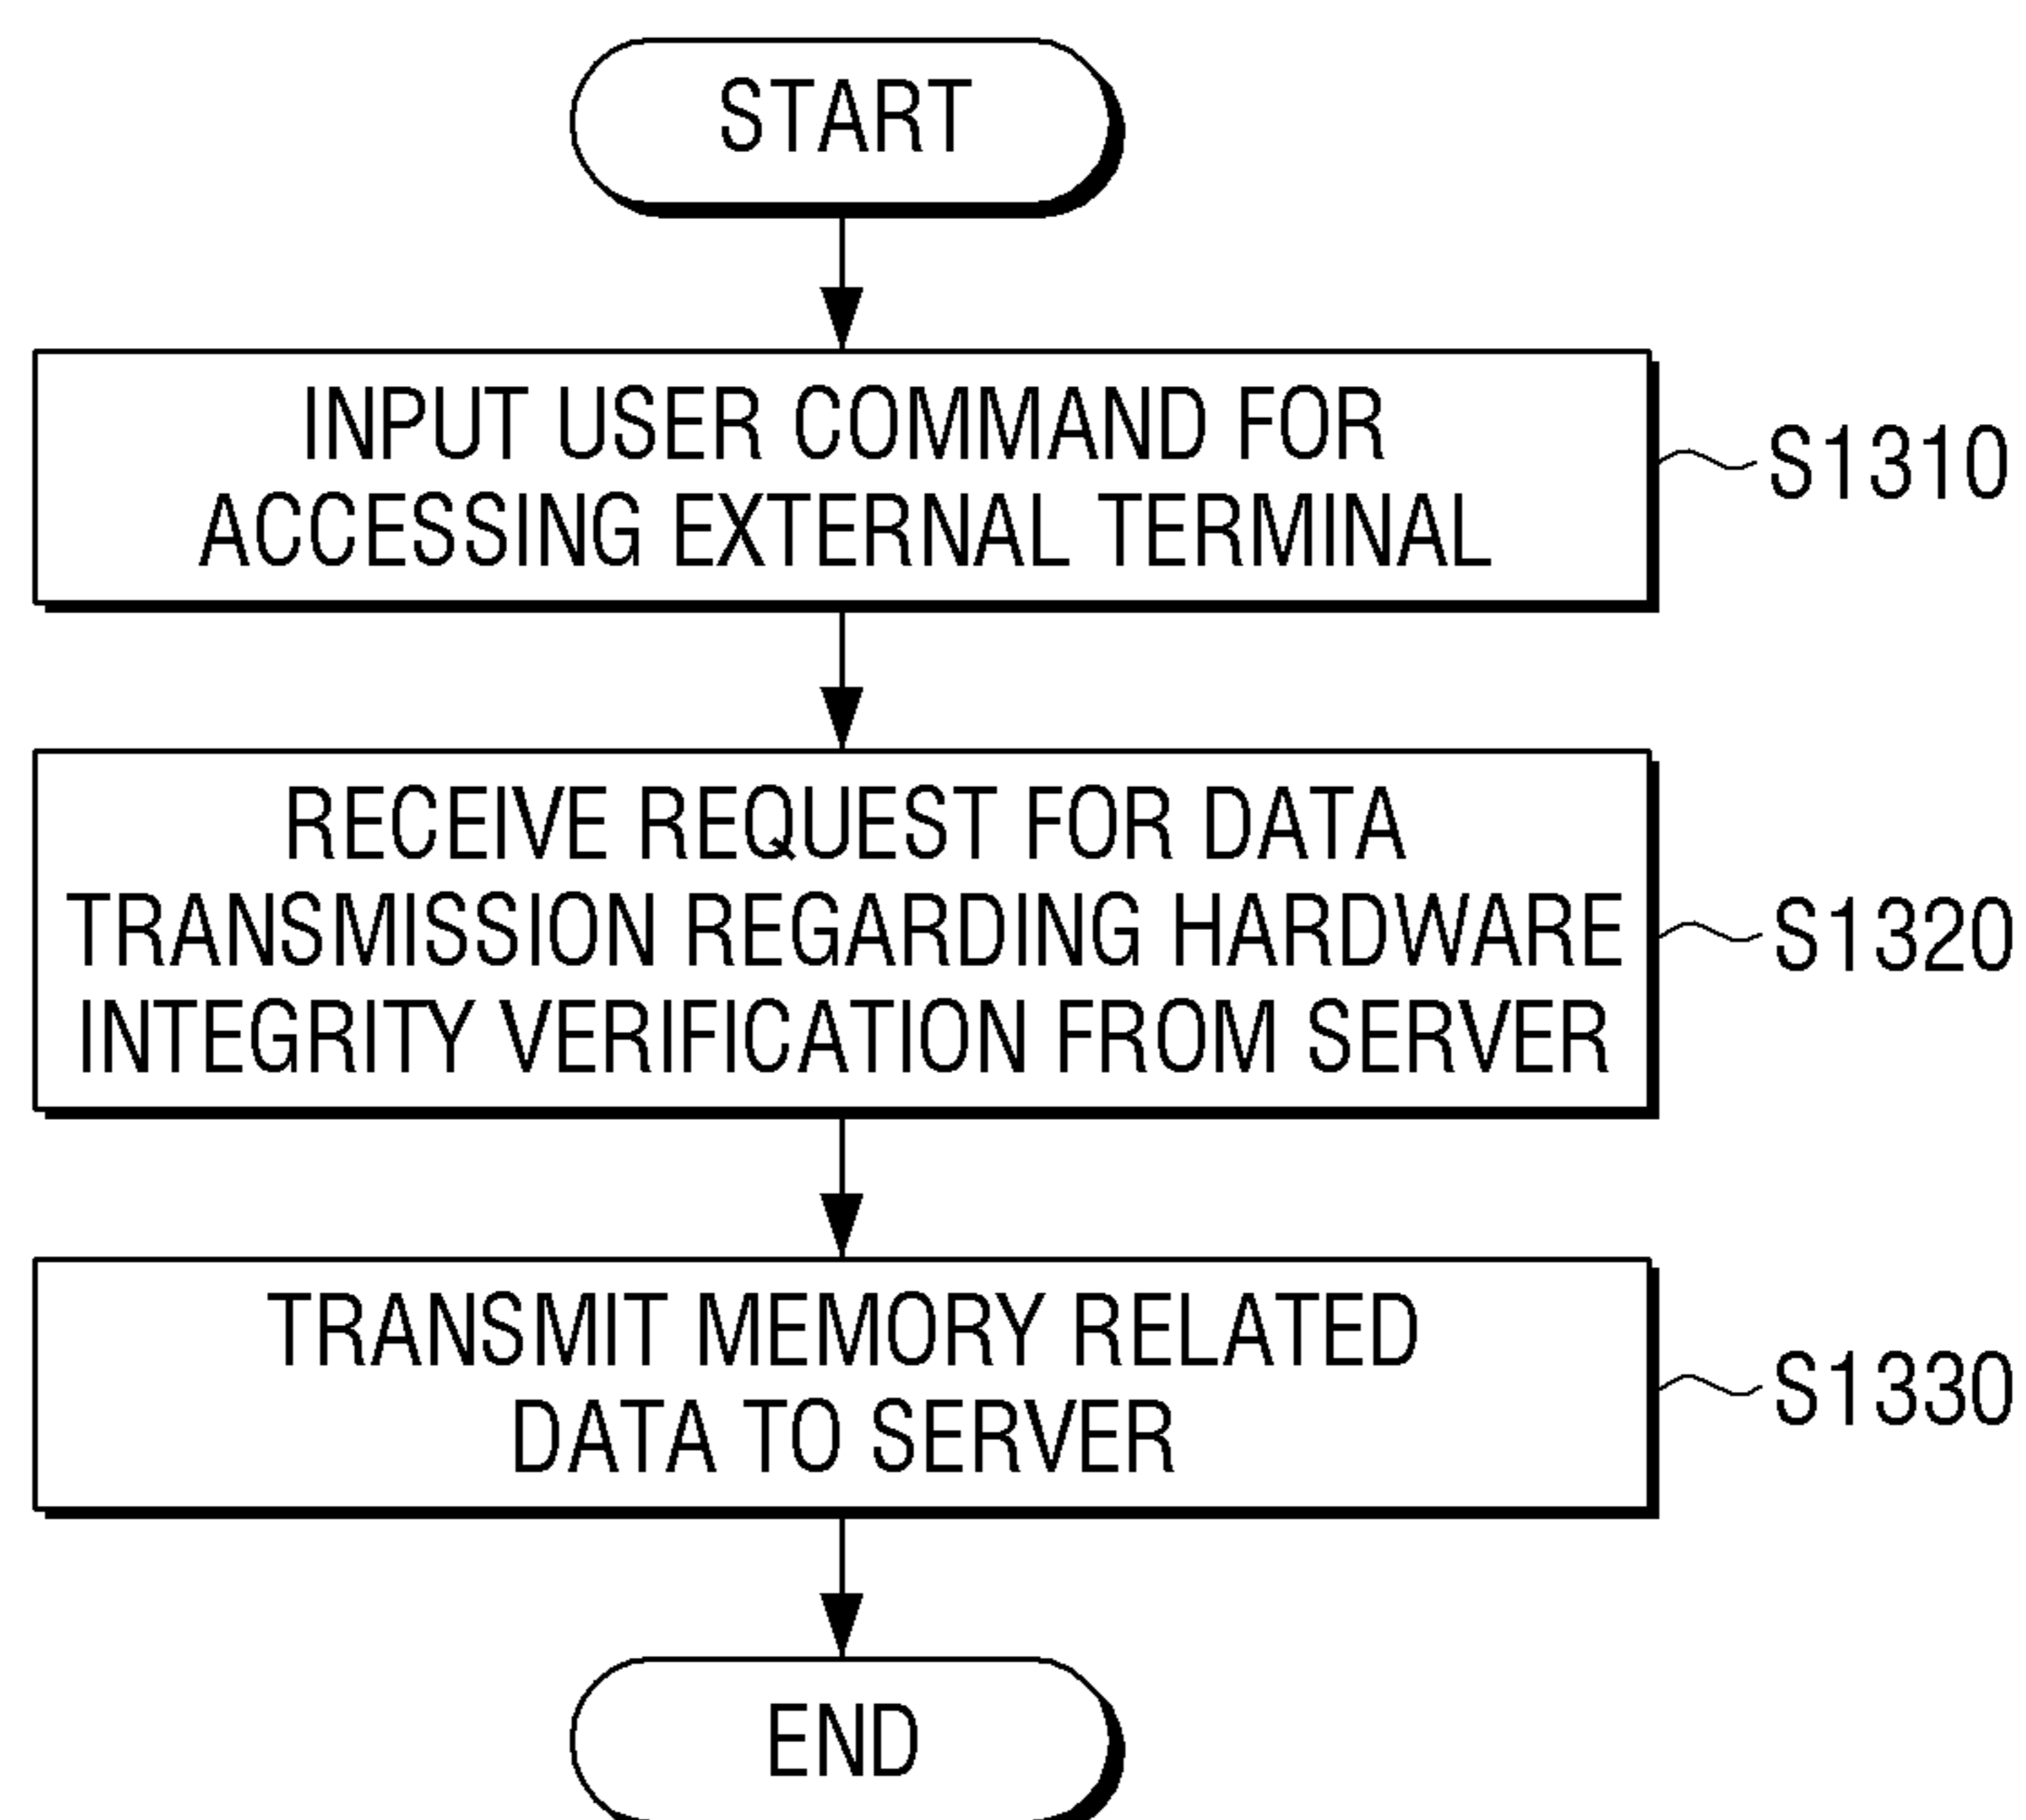 START
INPUT USER COMMAND FOR
ACCESSING EXTERNAL TERMINAL
S1310
RECEIVE REQUEST FOR DATA
TRANSMISSION REGARDING HARDWARE
INTEGRITY VERIFICATION FROM SERVER
S1320
TRANSMIT MEMORY RELATED
DATA TO SERVER
S1330
END